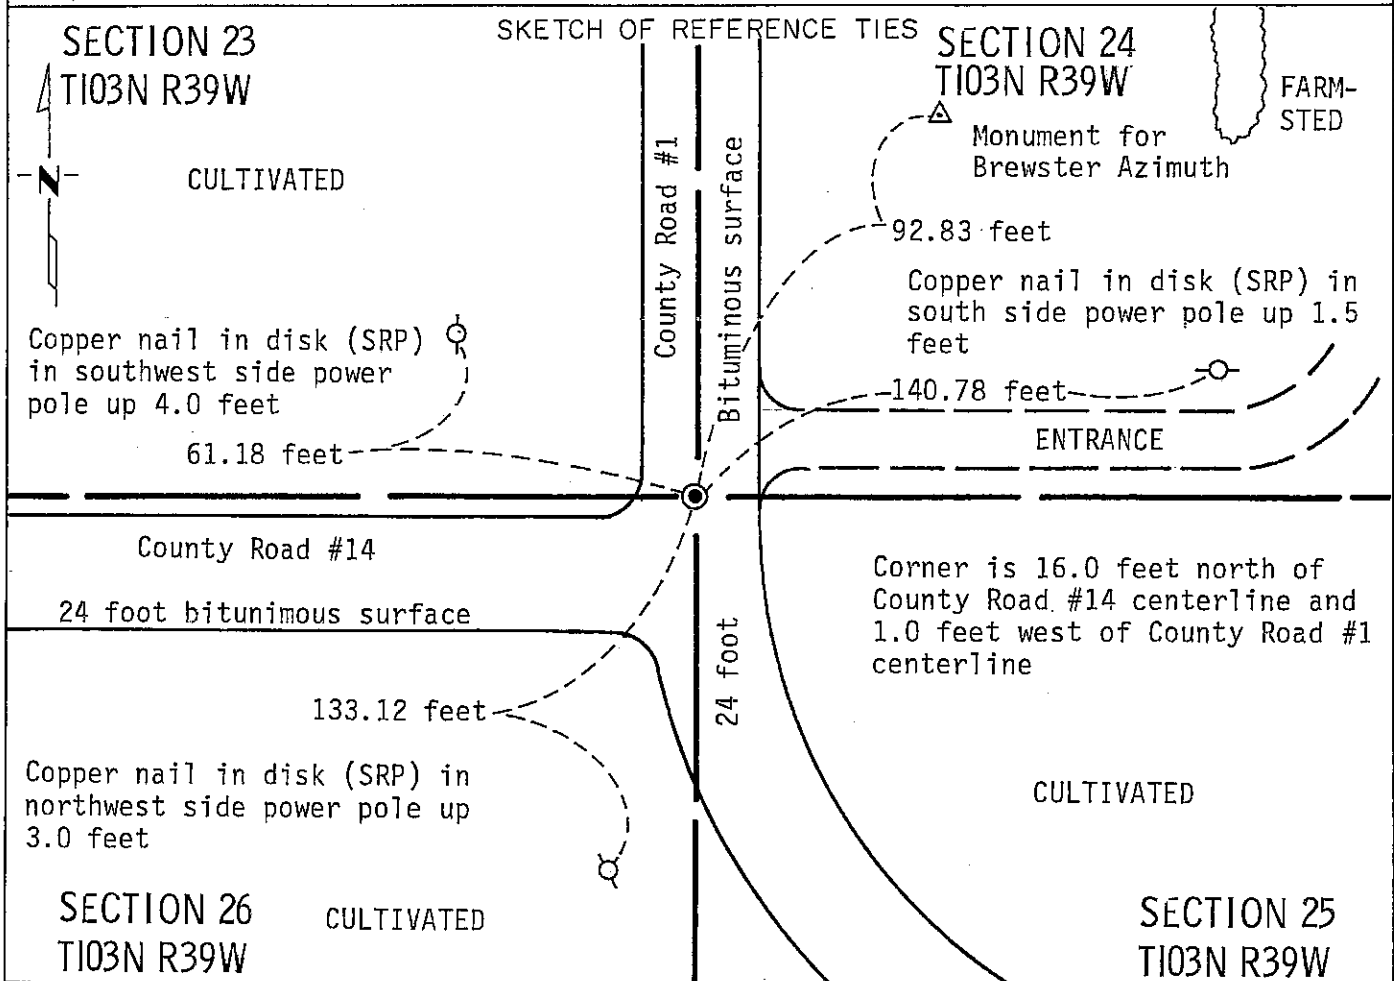 SKETCH OF REFERENCE TIES
SECTION 23
T103N R39W
SECTION 24
T103N R39W
FARM-
STED
N
CULTIVATED
County Road #1
Bituminous surface
Monument for
Brewster Azimuth
92.83 feet
Copper nail in disk (SRP) in
south side power pole up 1.5
feet
Copper nail in disk (SRP)
in southwest side power
pole up 4.0 feet
140.78 feet
61.18 feet
ENTRANCE
County Road #14
24 foot bitunimous surface
24 foot
Corner is 16.0 feet north of
County Road #14 centerline and
1.0 feet west of County Road #1
centerline
133.12 feet
Copper nail in disk (SRP) in
northwest side power pole up
3.0 feet
CULTIVATED
SECTION 26
T103N R39W
CULTIVATED
SECTION 25
T103N R39W